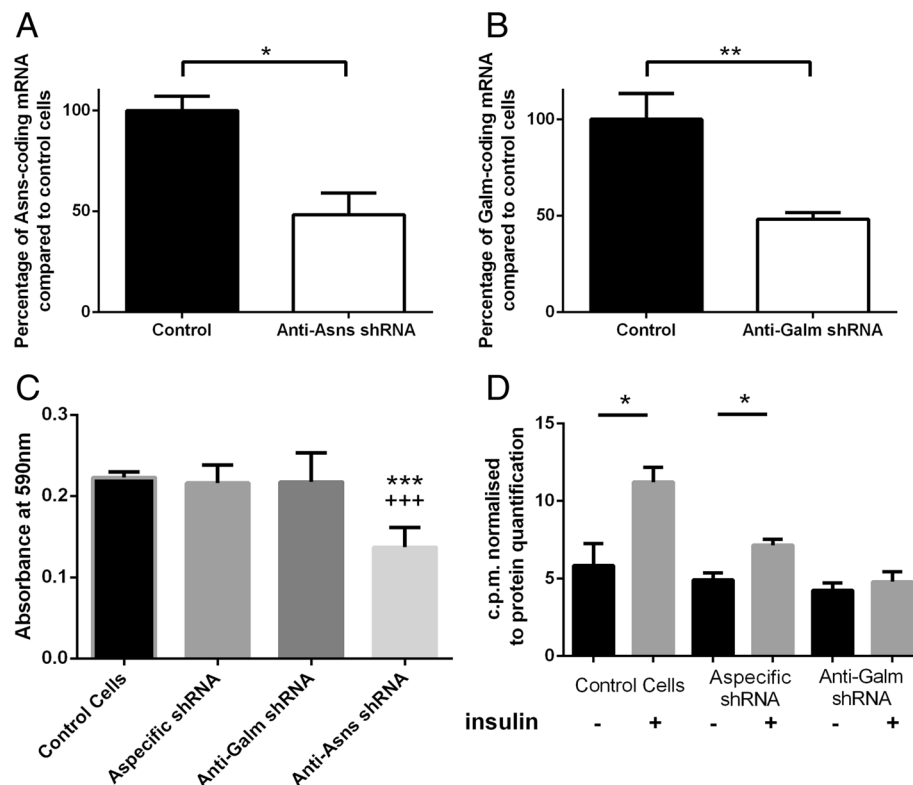 A
*
Percentage of Asns-coding mRNA
compared to control cells
100
50
0
Control
Anti-Asns shRNA
B
**
Percentage of Galm-coding mRNA
compared to control cells
100
50
0
Control
Anti-Galm shRNA
C
Absorbance at 590nm
0.3
0.2
0.1
0.0
***
+++
Control Cells
Aspecific shRNA
Anti-Galm shRNA
Anti-Asns shRNA
D
c.p.m. normalised
to protein quantification
15
10
5
0
*
*
Control Cells
Aspecific
shRNA
Anti-Galm
shRNA
insulin - + - + - +